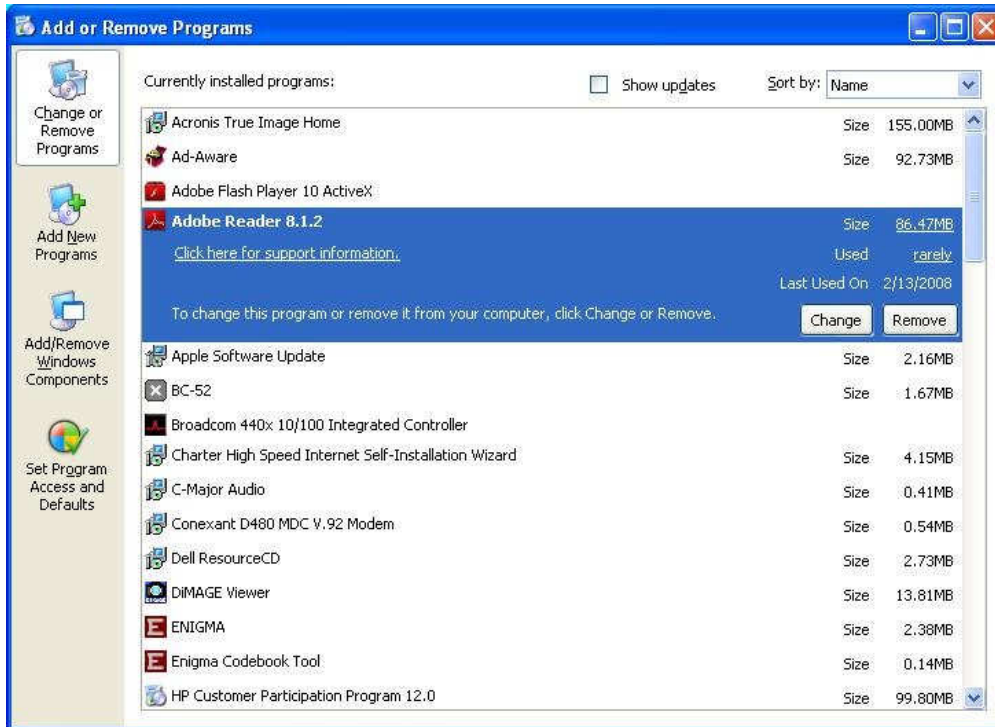 Add or Remove Programs
Change or
Remove
Programs
Add New
Programs
Add/Remove
Windows
Components
Set Program
Access and
Defaults
Currently installed programs:
Show updates
Sort by: Name
Acronis True Image Home Size 155.00MB
Ad-Aware Size 92.73MB
Adobe Flash Player 10 ActiveX
Adobe Reader 8.1.2 Size 86.47MB
Click here for support information. Used rarely
Last Used On 2/13/2008
To change this program or remove it from your computer, click Change or Remove. Change Remove
Apple Software Update Size 2.16MB
BC-52 Size 1.67MB
Broadcom 440x 10/100 Integrated Controller
Charter High Speed Internet Self-Installation Wizard Size 4.15MB
C-Major Audio Size 0.41MB
Conexant D480 MDC V.92 Modem Size 0.54MB
Dell ResourceCD Size 2.73MB
DiMAGE Viewer Size 13.81MB
ENIGMA Size 2.38MB
Enigma Codebook Tool Size 0.14MB
HP Customer Participation Program 12.0 Size 99.80MB